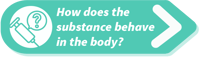 How does the
substance behave
in the body?